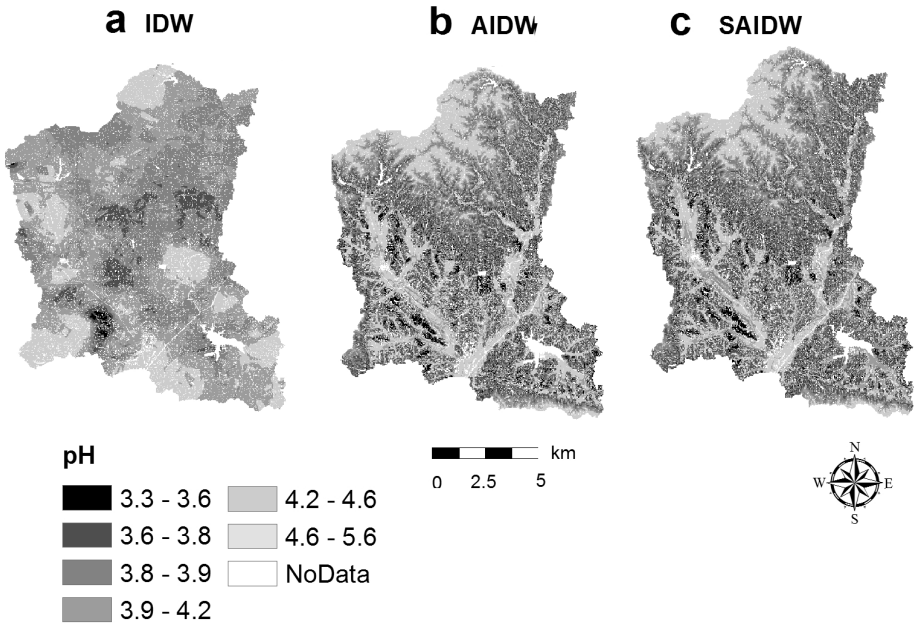 a IDW
b AIDW
c SAIDW
pH
3.3 - 3.6
3.6 - 3.8
3.8 - 3.9
3.9 - 4.2
4.2 - 4.6
4.6 - 5.6
NoData
km
0 2.5 5
N
W E
S